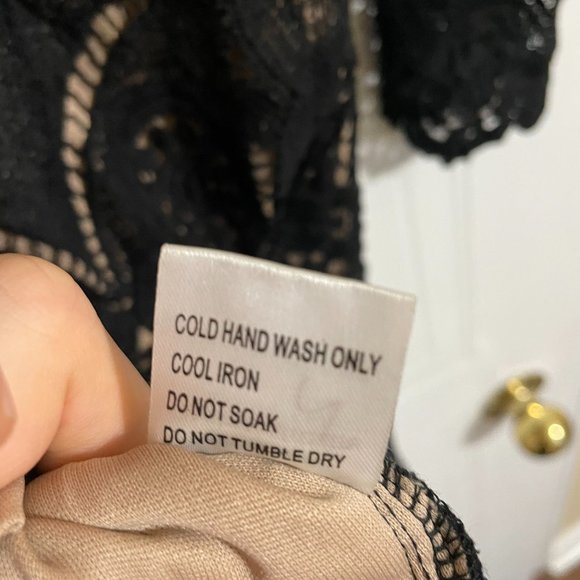 COLD HAND WASH ONLY
COOL IRON
DO NOT SOAK
DO NOT TUMBLE DRY